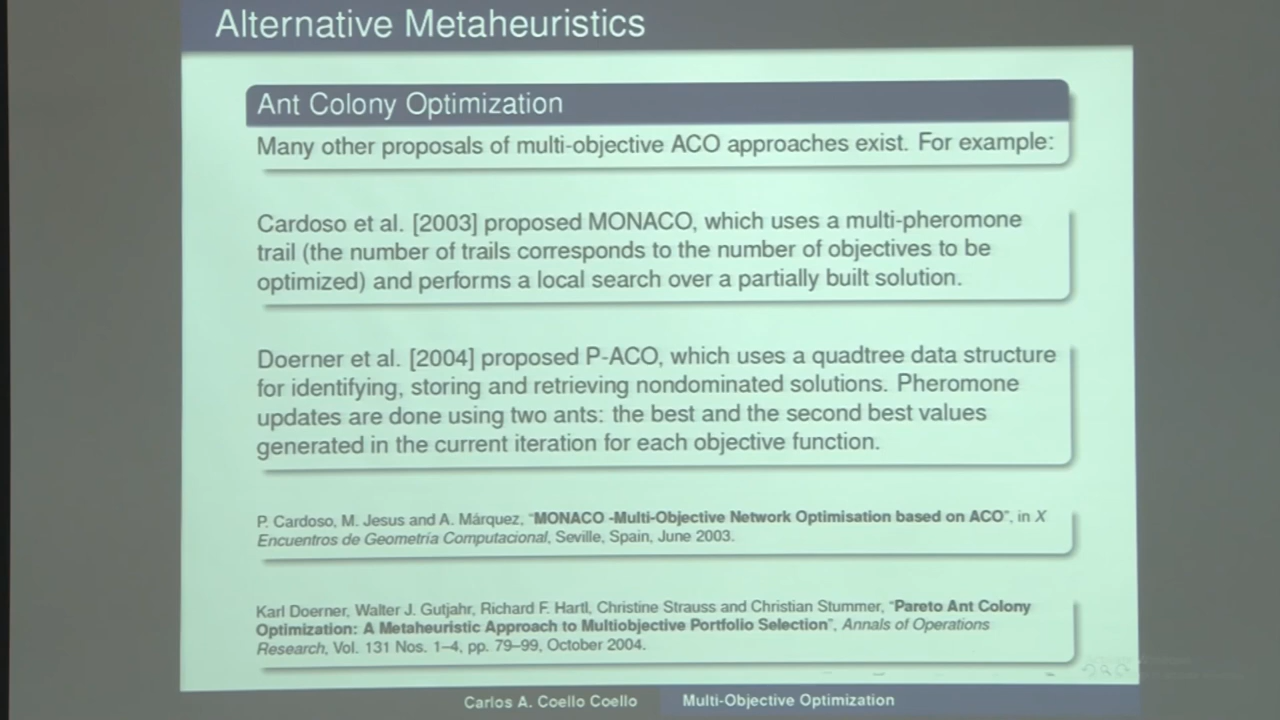 Alternative Metaheuristics
Ant Colony Optimization
Many other proposals of multi-objective ACO approaches exist. For example:
Cardoso et al. [2003] proposed MONACO, which uses a multi-pheromone
trail (the number of trails corresponds to the number of objectives to be
optimized) and performs a local search over a partially built solution.
Doerner et al. [2004] proposed P-ACO, which uses a quadtree data structure
for identifying, storing and retrieving nondominated solutions. Pheromone
updates are done using two ants: the best and the second best values
generated in the current iteration for each objective function.
P. Cardoso, M. Jesus and A. Márquez, "MONACO -Multi-Objective Network Optimisation based on ACO", in X
Encuentros de Geometría Computacional, Seville, Spain, June 2003.
Karl Doerner, Walter J. Gutjahr, Richard F. Hartl, Christine Strauss and Christian Stummer, "Pareto Ant Colony
Optimization: A Metaheuristic Approach to Multiobjective Portfolio Selection", Annals of Operations
Research, Vol. 131 Nos. 1–4, pp. 79–99, October 2004.
Carlos A. Coello Coello
Multi-Objective Optimization